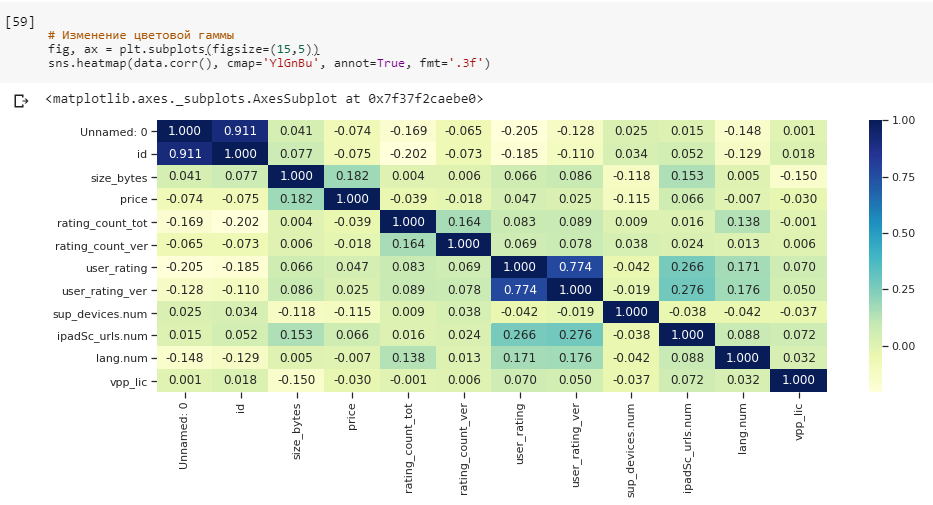 [59]
# Изменение цветовой гаммы
fig, ax = plt.subplots(figsize=(15,5))
sns.heatmap(data.corr(), cmap='YlGnBu', annot=True, fmt='.3f')
<matplotlib.axes._subplots.AxesSubplot at 0x7f37f2caebe0>
Unnamed: 0 1.000 0.911 0.041 -0.074 -0.169 -0.065 -0.205 -0.128 0.025 0.015 -0.148 0.001
id 0.911 1.000 0.077 -0.075 -0.202 -0.073 -0.185 -0.110 0.034 0.052 -0.129 0.018
size_bytes 0.041 0.077 1.000 0.182 0.004 0.006 0.066 0.086 -0.118 0.153 0.005 -0.150
price -0.074 -0.075 0.182 1.000 -0.039 -0.018 0.047 0.025 -0.115 0.066 -0.007 -0.030
rating_count_tot -0.169 -0.202 0.004 -0.039 1.000 0.164 0.083 0.089 0.009 0.016 0.138 -0.001
rating_count_ver -0.065 -0.073 0.006 -0.018 0.164 1.000 0.069 0.078 0.038 0.024 0.013 0.006
user_rating -0.205 -0.185 0.066 0.047 0.083 0.069 1.000 0.774 -0.042 0.266 0.171 0.070
user_rating_ver -0.128 -0.110 0.086 0.025 0.089 0.078 0.774 1.000 -0.019 0.276 0.176 0.050
sup_devices.num 0.025 0.034 -0.118 -0.115 0.009 0.038 -0.042 -0.019 1.000 -0.038 -0.042 -0.037
ipadSc_urls.num 0.015 0.052 0.153 0.066 0.016 0.024 0.266 0.276 -0.038 1.000 0.088 0.072
lang.num -0.148 -0.129 0.005 -0.007 0.138 0.013 0.171 0.176 -0.042 0.088 1.000 0.032
vpp_lic 0.001 0.018 -0.150 -0.030 -0.001 0.006 0.070 0.050 -0.037 0.072 0.032 1.000
Unnamed: 0
id
size_bytes
price
rating_count_tot
rating_count_ver
user_rating
user_rating_ver
sup_devices.num
ipadSc_urls.num
lang.num
vpp_lic
1.00
0.75
0.50
0.25
0.00